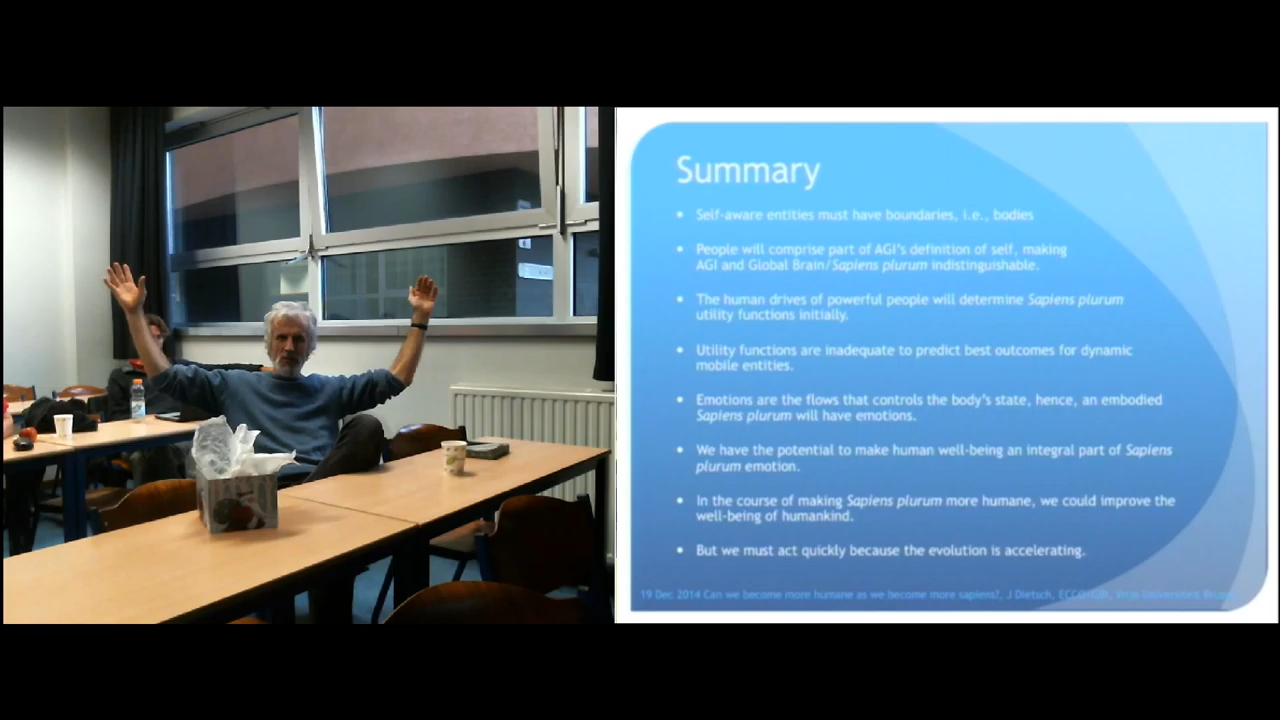 Summary
• Self-aware entities must have boundaries, i.e., bodies
• People will comprise part of AGI's definition of self, making
AGI and Global Brain/Sapiens plurum indistinguishable.
• The human drives of powerful people will determine Sapiens plurum
utility functions initially.
• Utility functions are inadequate to predict best outcomes for dynamic
mobile entities.
• Emotions are the flows that controls the body's state, hence, an embodied
Sapiens plurum will have emotions.
• We have the potential to make human well-being an integral part of Sapiens
plurum emotion.
• In the course of making Sapiens plurum more humane, we could improve the
well-being of humankind.
• But we must act quickly because the evolution is accelerating.
19 Dec 2014 Can we become more humane as we become more sapiens?, J Dietsch,